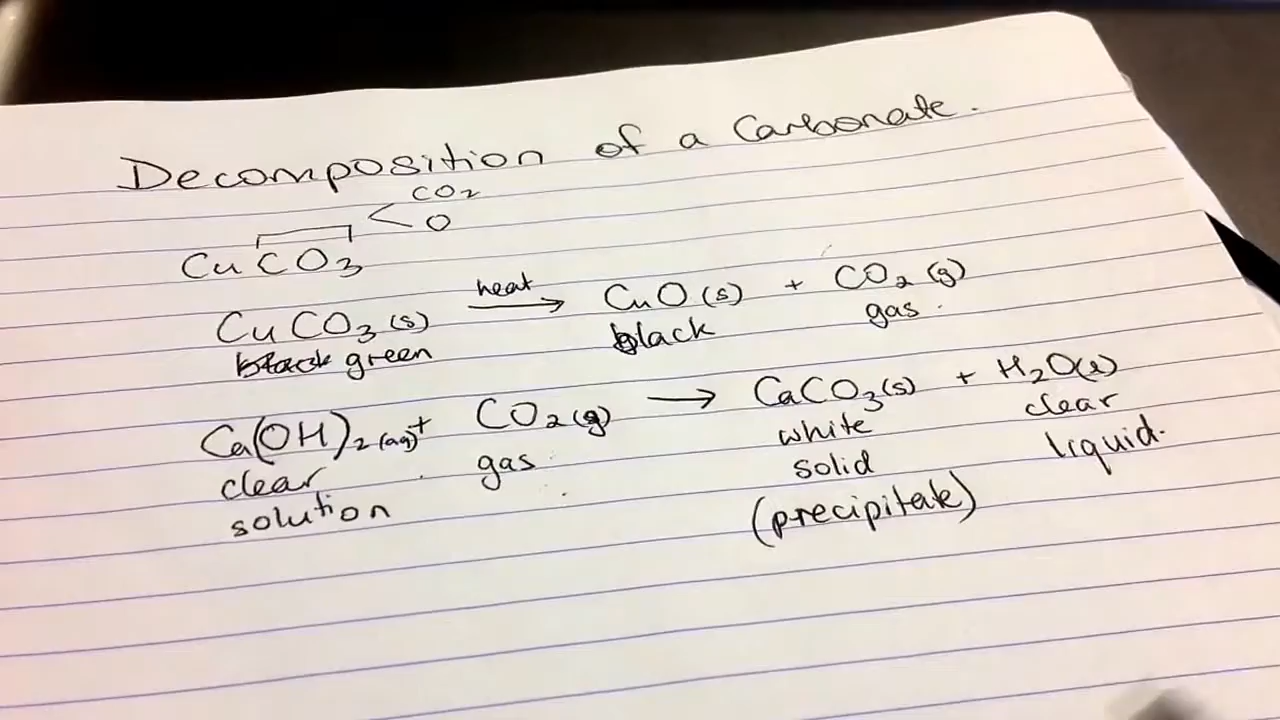 Decomposition of a Carbonate.
CO₂
< O
CuCO₃
CuCO₃(s) heat → CuO(s) + CO₂(g)
black green black gas.
Ca(OH)₂(aq) + CO₂(g) → CaCO₃(s) + H₂O(l)
clear gas white clear
solution solid liquid.
(precipitate)